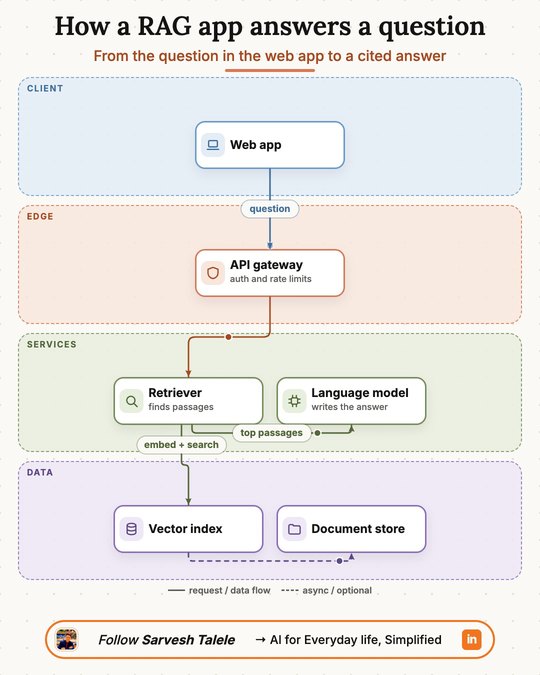 How a RAG app answers a question
From the question in the web app to a cited answer
CLIENT
Web app
question
EDGE
API gateway
auth and rate limits
SERVICES
Retriever
finds passages
Language model
writes the answer
top passages
embed + search
DATA
Vector index
Document store
request / data flow
async / optional
Follow Sarvesh Talele → AI for Everyday life, Simplified
in